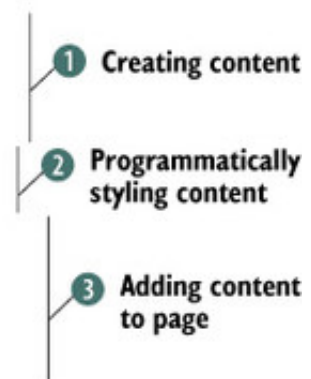 1 Creating content
2 Programmatically
styling content
3 Adding content
to page